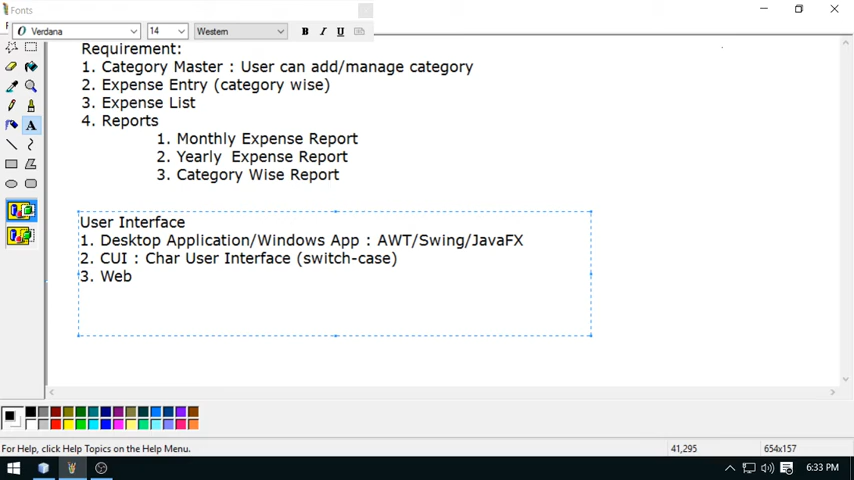 Fonts
Verdana
14
Western
B I U
Requirement:
1. Category Master : User can add/manage category
2. Expense Entry (category wise)
3. Expense List
4. Reports
1. Monthly Expense Report
2. Yearly  Expense Report
3. Category Wise Report
User Interface
1. Desktop Application/Windows App : AWT/Swing/JavaFX
2. CUI : Char User Interface (switch-case)
3. Web
A
For Help, click Help Topics on the Help Menu.
41,295
654x157
6:33 PM